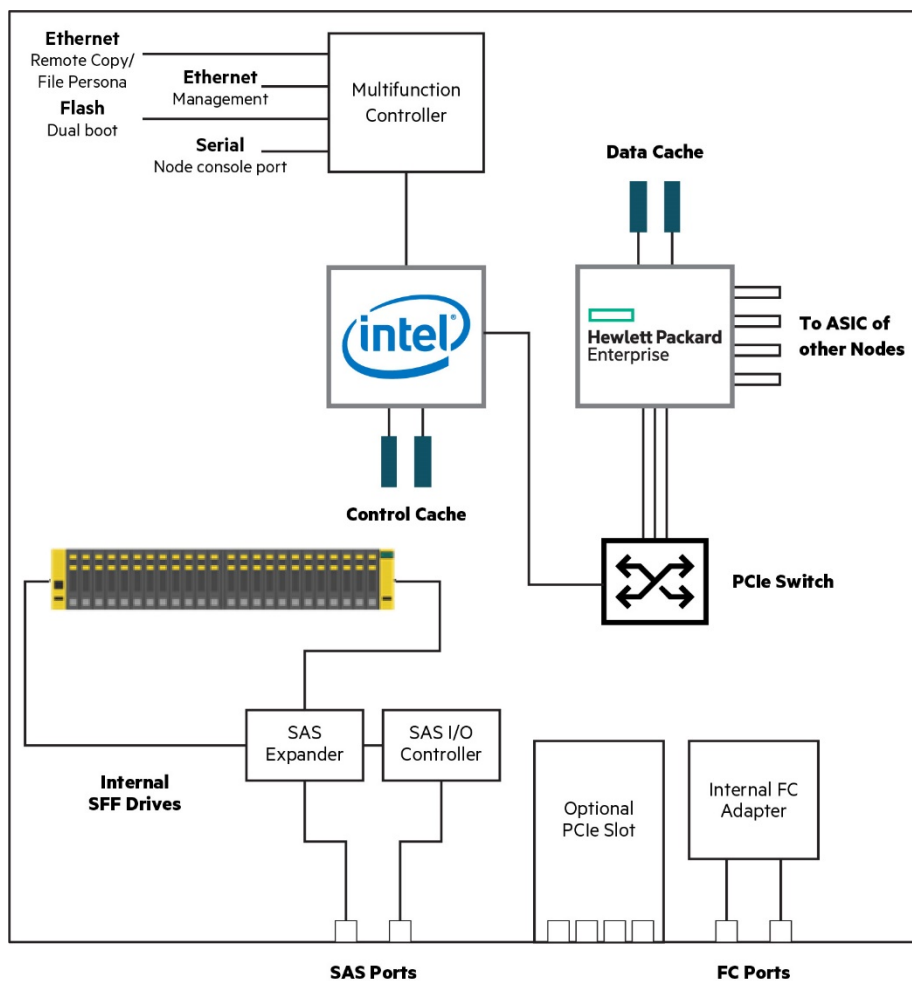 Ethernet
Remote Copy/
File Persona
Ethernet
Management
Flash
Dual boot
Serial
Node console port
Multifunction
Controller
Data Cache
intel®
Hewlett Packard
Enterprise
To ASIC of
other Nodes
Control Cache
PCIe Switch
SAS
Expander
SAS I/O
Controller
Internal
SFF Drives
Optional
PCIe Slot
Internal FC
Adapter
SAS Ports
FC Ports